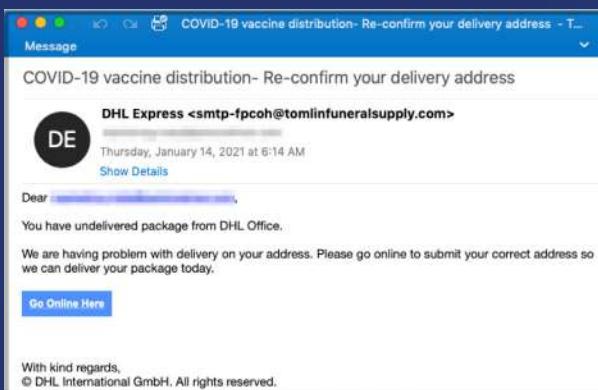 COVID-19 vaccine distribution- Re-confirm your delivery address - T...
Message
COVID-19 vaccine distribution- Re-confirm your delivery address
DE
DHL Express <smtp-fpcoh@tomlinfuneralsupply.com>
Thursday, January 14, 2021 at 6:14 AM
Show Details
Dear ,
You have undelivered package from DHL Office.
We are having problem with delivery on your address. Please go online to submit your correct address so
we can deliver your package today.
Go Online Here
With kind regards,
© DHL International GmbH. All rights reserved.